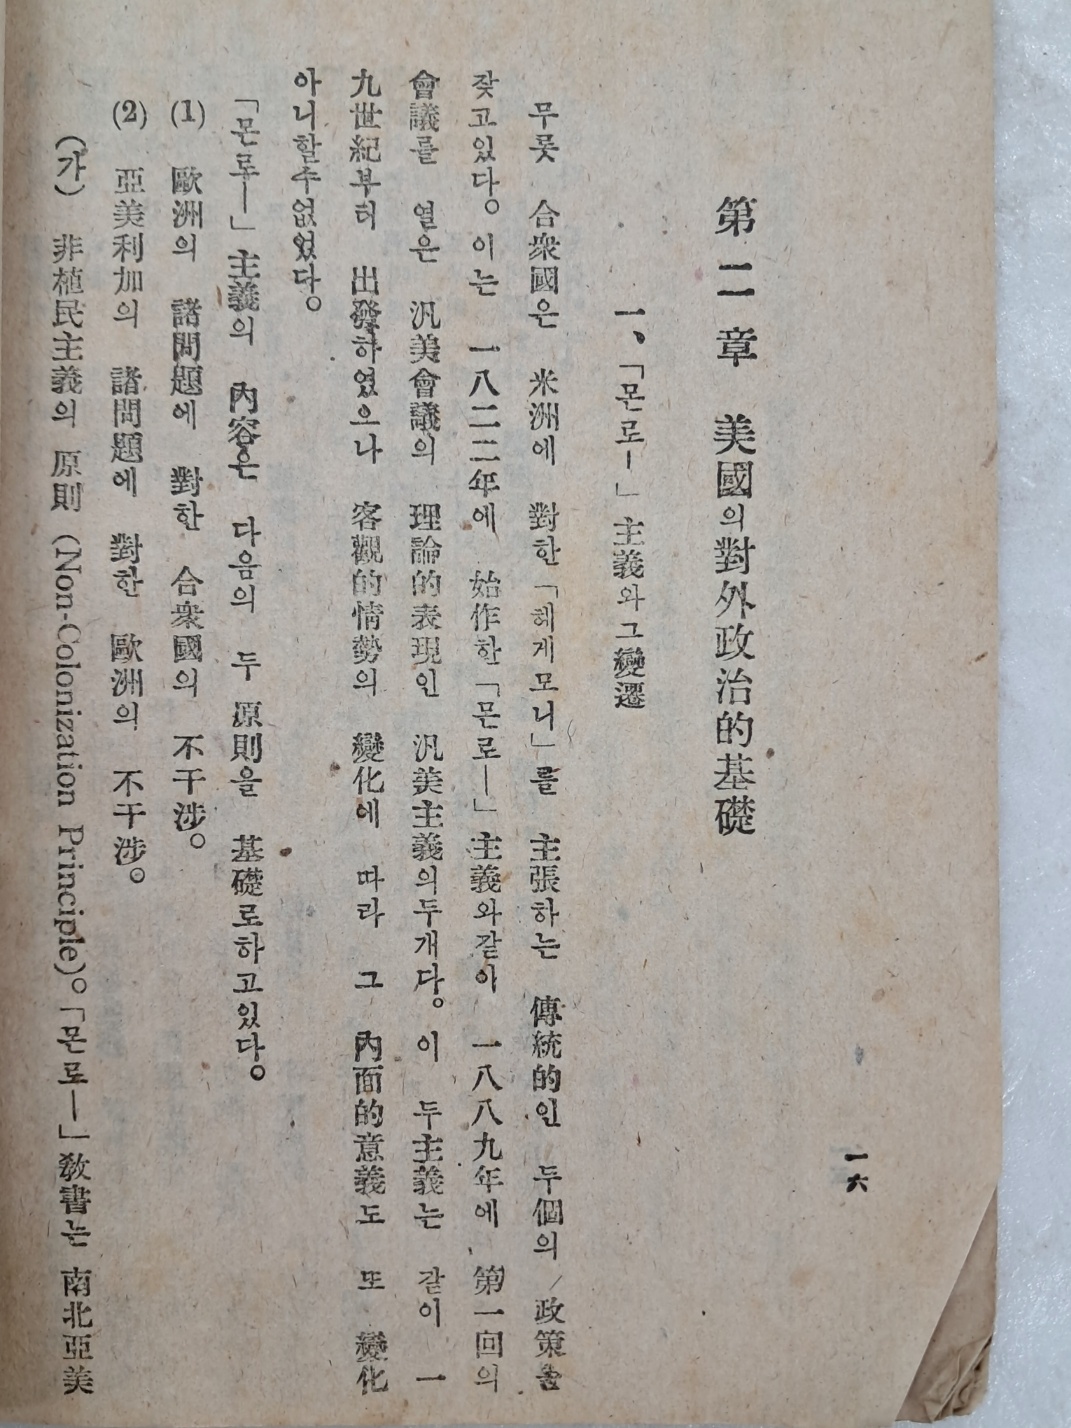 第二章 美國의對外政治的基礎
一、「몬로ー」主義와그變遷
무릇 合衆國은 米洲에 對한「헤게모니」를 主張하는 傳統的인 두個의 政策을
갖고있다。이는 一八二二年에 始作한「몬로ー」主義와같이 一八八九年에 第一回의
會議를 열은 汎美會議의 理論的表現인 汎美主義의두개다。이 두主義는 같이 一
九世紀부터 出發하였으나 客觀的情勢의 變化에 따라 그 內面的意義도 또 變化
아니할수없었다。
「몬로ー」主義의 內容은 다음의 두 原則을 基礎로하고있다。
(1) 歐洲의 諸問題에 對한 合衆國의 不干涉。
(2) 亞美利加의 諸問題에 對한 歐洲의 不干涉。
(가) 非植民主義의 原則 (Non-Colonization Principle)。「몬로ー」敎書는 南北亞美
一六